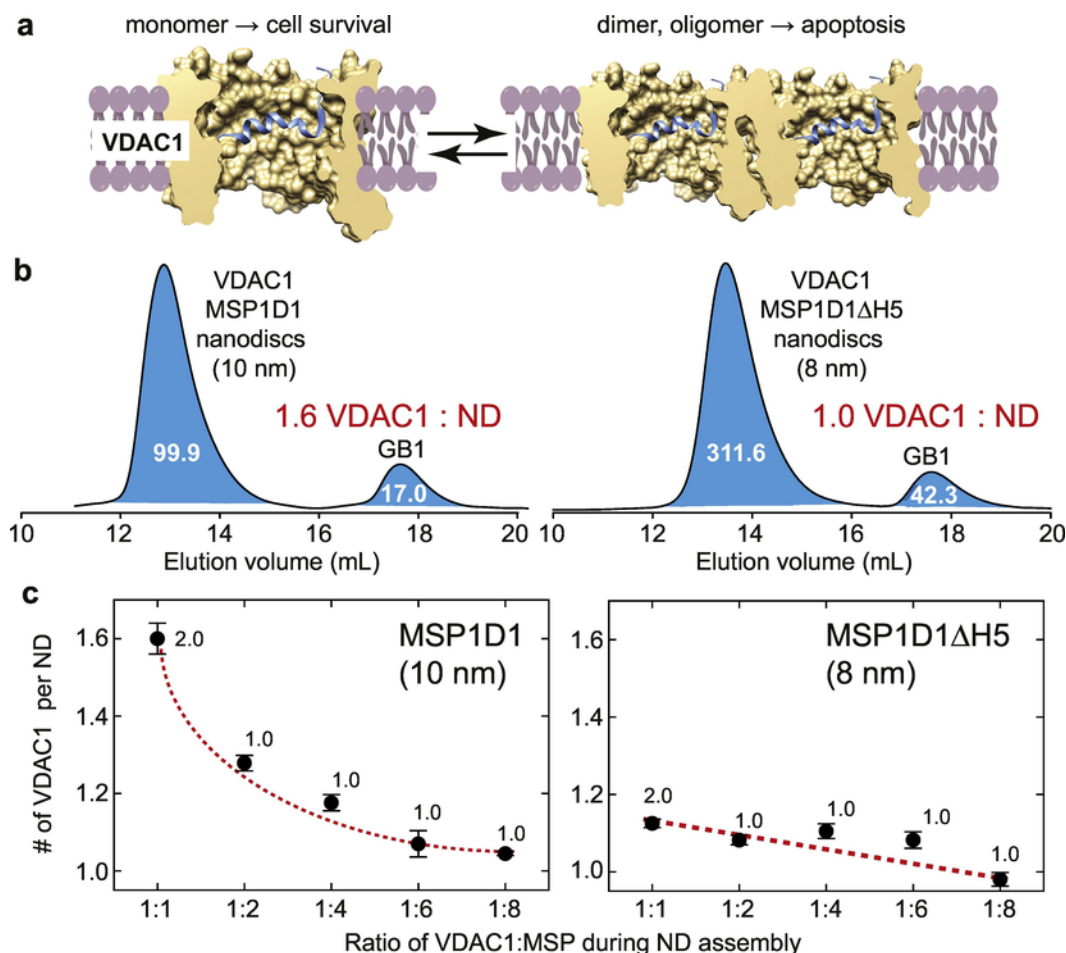 a
monomer → cell survival
dimer, oligomer → apoptosis
VDAC1
b
VDAC1
MSP1D1
nanodiscs
(10 nm)
1.6 VDAC1 : ND
GB1
99.9
17.0
10 12 14 16 18 20
Elution volume (mL)
VDAC1
MSP1D1ΔH5
nanodiscs
(8 nm)
1.0 VDAC1 : ND
GB1
311.6
42.3
10 12 14 16 18 20
Elution volume (mL)
c
# of VDAC1 per ND
1.6
1.4
1.2
1.0
MSP1D1
(10 nm)
2.0
1.0
1.0
1.0
1.0
1:1 1:2 1:4 1:6 1:8
MSP1D1ΔH5
(8 nm)
1.6
1.4
1.2
1.0
2.0
1.0
1.0
1.0
1.0
1:1 1:2 1:4 1:6 1:8
Ratio of VDAC1:MSP during ND assembly